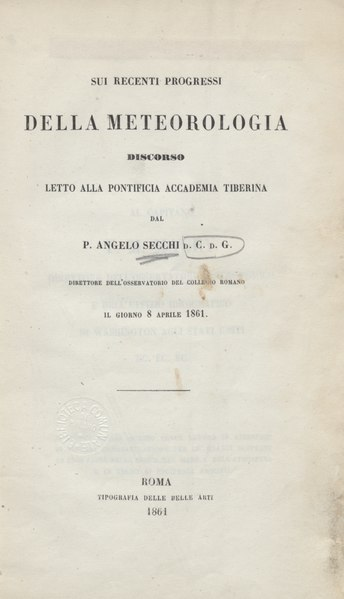 SUI RECENTI PROGRESSI
DELLA METEOROLOGIA
DISCORSO
LETTO ALLA PONTIFICIA ACCADEMIA TIBERINA
DAL
P. ANGELO SECCHI D. C. D. G.
DIRETTORE DELL'OSSERVATORIO DEL COLLEGIO ROMANO
IL GIORNO 8 APRILE 1861.
ROMA
TIPOGRAFIA DELLE BELLE ARTI
1861